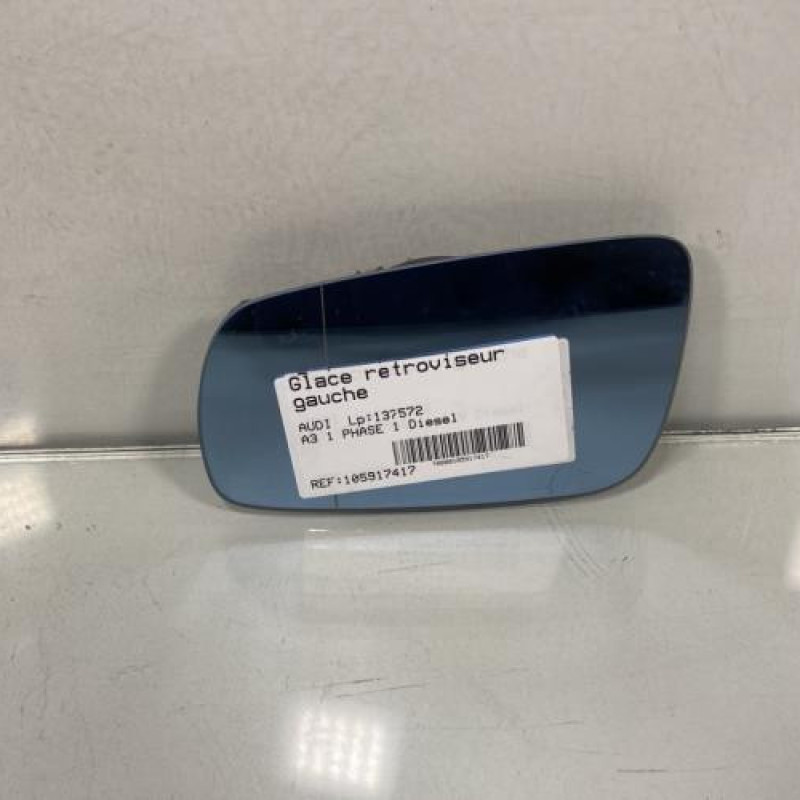 Glace retroviseur
gauche
AUDI Lp:137572
A3 1 PHASE 1 Diesel
REF:105917417